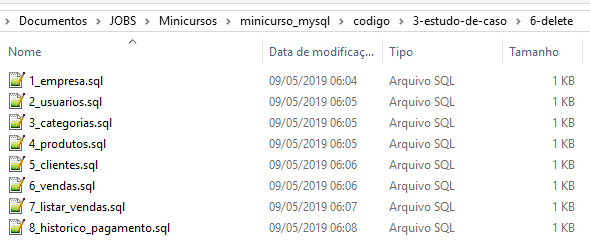 › Documentos › JOBS › Minicursos › minicurso_mysql › codigo › 3-estudo-de-caso › 6-delete
Nome Data de modificaç... Tipo Tamanho
1_empresa.sql 09/05/2019 06:04 Arquivo SQL 1 KB
2_usuarios.sql 09/05/2019 06:05 Arquivo SQL 1 KB
3_categorias.sql 09/05/2019 06:05 Arquivo SQL 1 KB
4_produtos.sql 09/05/2019 06:05 Arquivo SQL 1 KB
5_clientes.sql 09/05/2019 06:06 Arquivo SQL 1 KB
6_vendas.sql 09/05/2019 06:06 Arquivo SQL 1 KB
7_listar_vendas.sql 09/05/2019 06:07 Arquivo SQL 1 KB
8_historico_pagamento.sql 09/05/2019 06:08 Arquivo SQL 1 KB